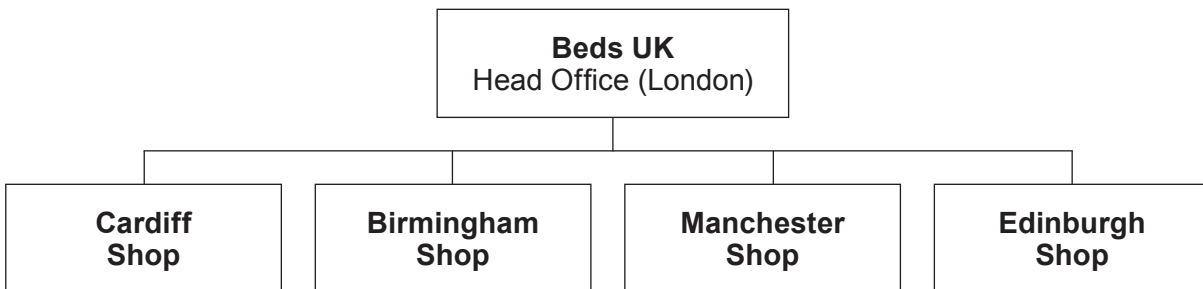 Beds UK
Head Office (London)
Cardiff
Shop
Birmingham
Shop
Manchester
Shop
Edinburgh
Shop